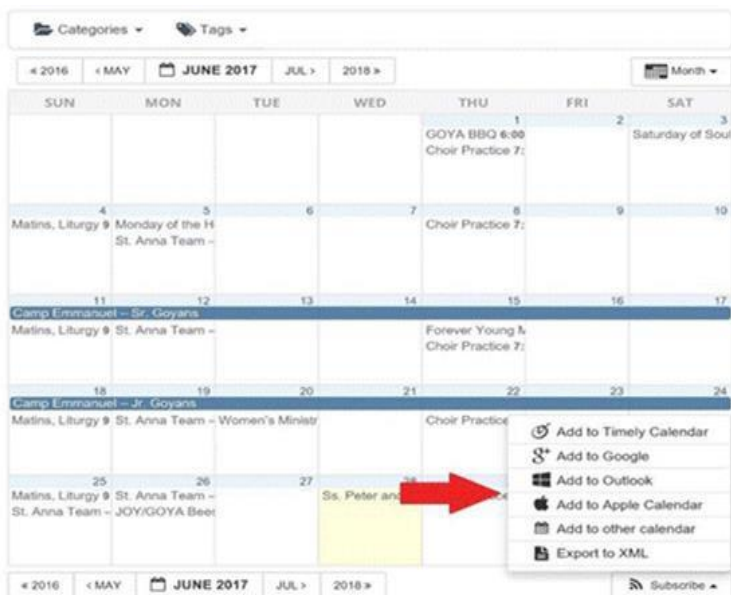 Categories Tags
« 2016 ‹ MAY JUNE 2017 JUL › 2018 » Month
SUN MON TUE WED THU FRI SAT
1 2 3
GOYA BBQ 6:00 Saturday of Soul
Choir Practice 7:
4 5 6 7 8 9 10
Matins, Liturgy 9 Monday of the H Choir Practice 7:
St. Anna Team –
11 12 13 14 15 16 17
Camp Emmanuel – Sr. Goyans
Matins, Liturgy 9 St. Anna Team – Forever Young M
Choir Practice 7:
18 19 20 21 22 23 24
Camp Emmanuel – Jr. Goyans
Matins, Liturgy 9 St. Anna Team – Women's Ministr Choir Practice
Add to Timely Calendar
Add to Google
Add to Outlook
Add to Apple Calendar
Add to other calendar
Export to XML
25 26 27 28
Matins, Liturgy 9 St. Anna Team – Ss. Peter and
St. Anna Team – JOY/GOYA Bees
« 2016 ‹ MAY JUNE 2017 JUL › 2018 » Subscribe